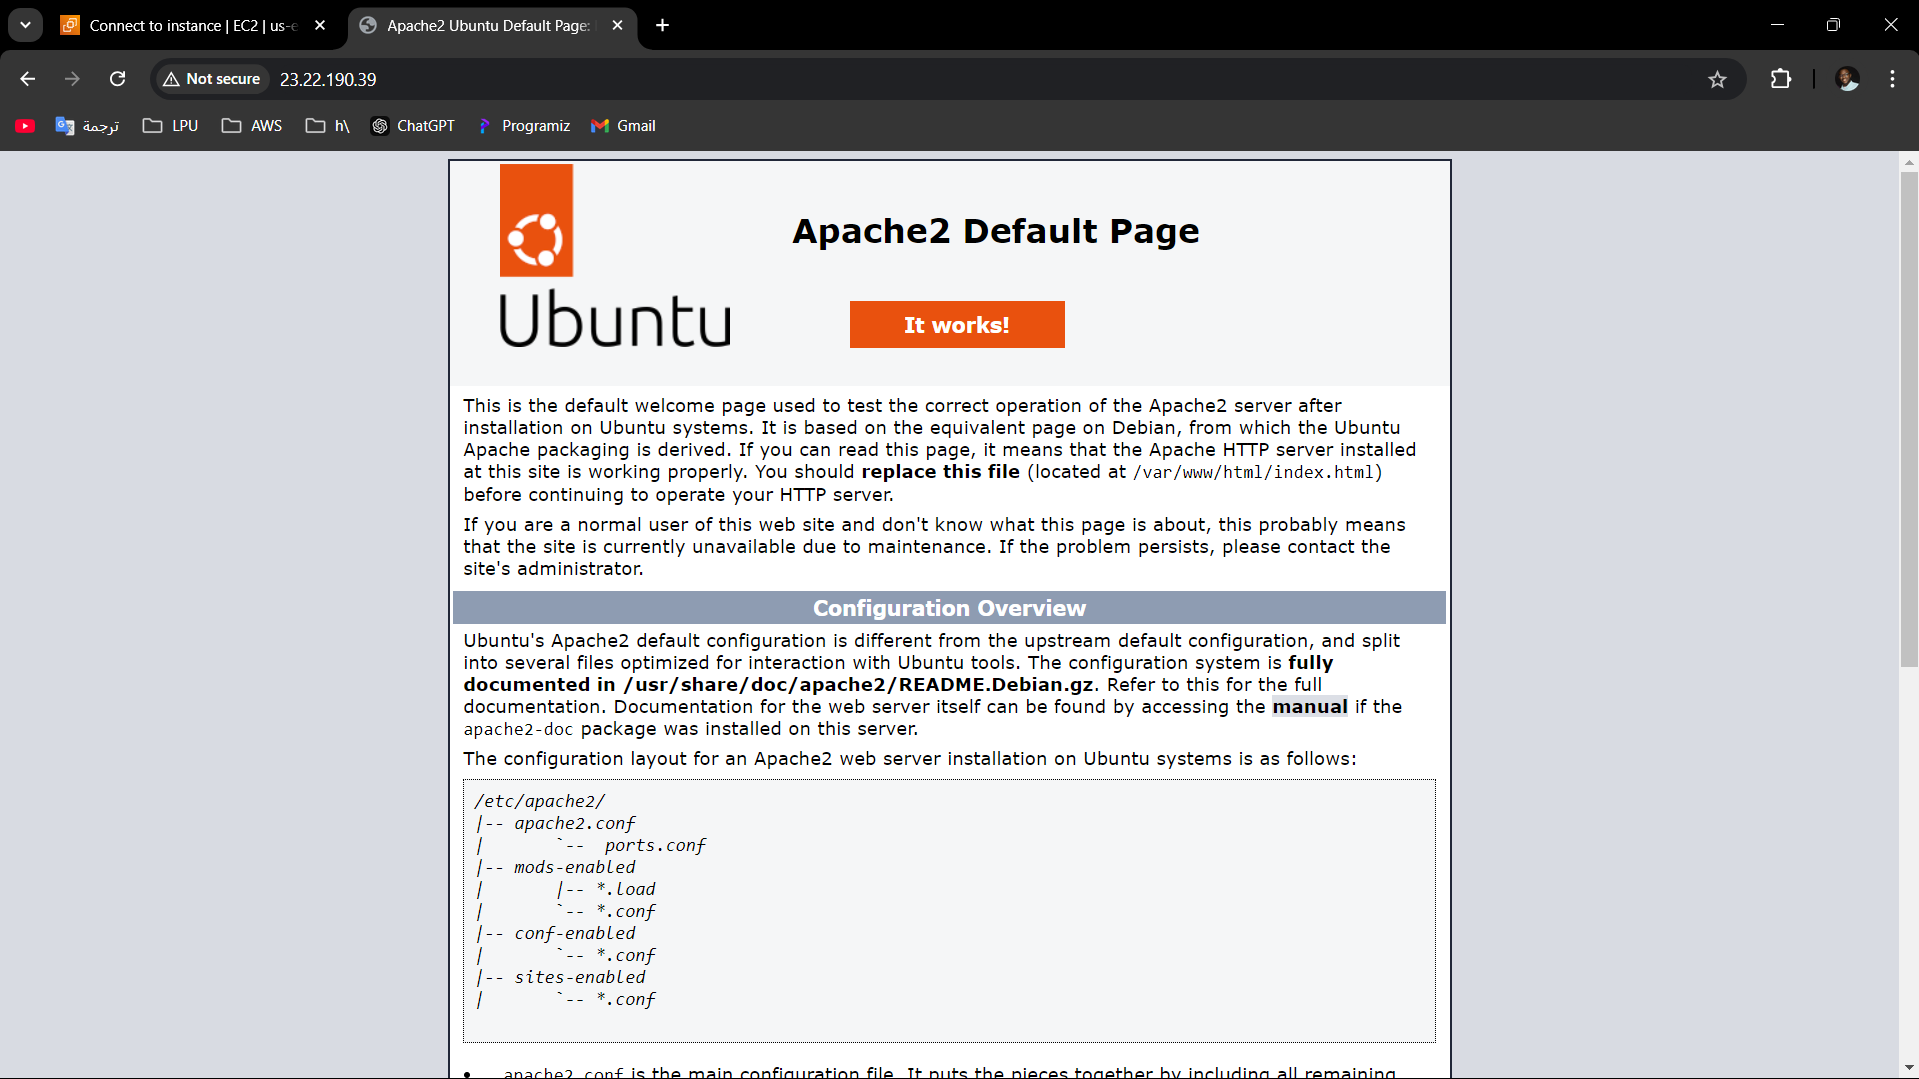 Connect to instance | EC2 | us-e
Apache2 Ubuntu Default Page:
Not secure
23.22.190.39
ترجمة
LPU
AWS
h\
ChatGPT
Programiz
Gmail
Ubuntu
Apache2 Default Page
It works!
This is the default welcome page used to test the correct operation of the Apache2 server after
installation on Ubuntu systems. It is based on the equivalent page on Debian, from which the Ubuntu
Apache packaging is derived. If you can read this page, it means that the Apache HTTP server installed
at this site is working properly. You should replace this file (located at /var/www/html/index.html)
before continuing to operate your HTTP server.
If you are a normal user of this web site and don't know what this page is about, this probably means
that the site is currently unavailable due to maintenance. If the problem persists, please contact the
site's administrator.
Configuration Overview
Ubuntu's Apache2 default configuration is different from the upstream default configuration, and split
into several files optimized for interaction with Ubuntu tools. The configuration system is fully
documented in /usr/share/doc/apache2/README.Debian.gz. Refer to this for the full
documentation. Documentation for the web server itself can be found by accessing the manual if the
apache2-doc package was installed on this server.
The configuration layout for an Apache2 web server installation on Ubuntu systems is as follows:
/etc/apache2/
|-- apache2.conf
|       `--  ports.conf
|-- mods-enabled
|       |-- *.load
|       `-- *.conf
|-- conf-enabled
|       `-- *.conf
|-- sites-enabled
|       `-- *.conf
• apache2.conf is the main configuration file. It puts the pieces together by including all remaining